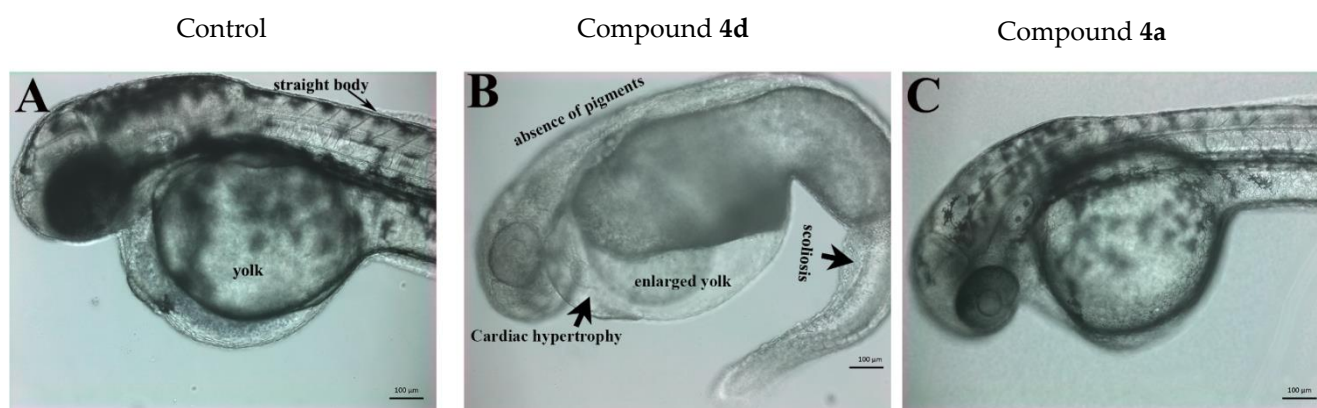 Control
Compound 4d
Compound 4a
A
straight body
yolk
100 µm
B
absence of pigments
enlarged yolk
scoliosis
Cardiac hypertrophy
100 µm
C
100 µm